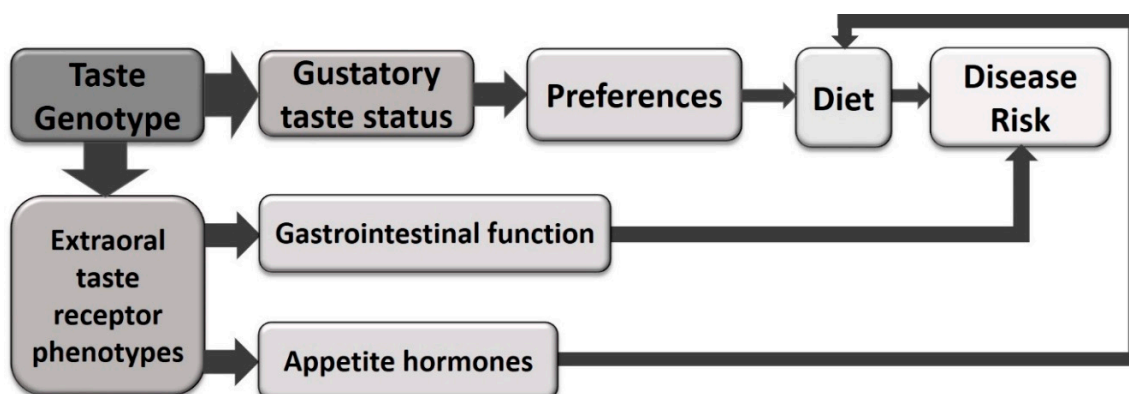 Taste
Genotype
Gustatory
taste status
Preferences
Diet
Disease
Risk
Extraoral
taste
receptor
phenotypes
Gastrointestinal function
Appetite hormones